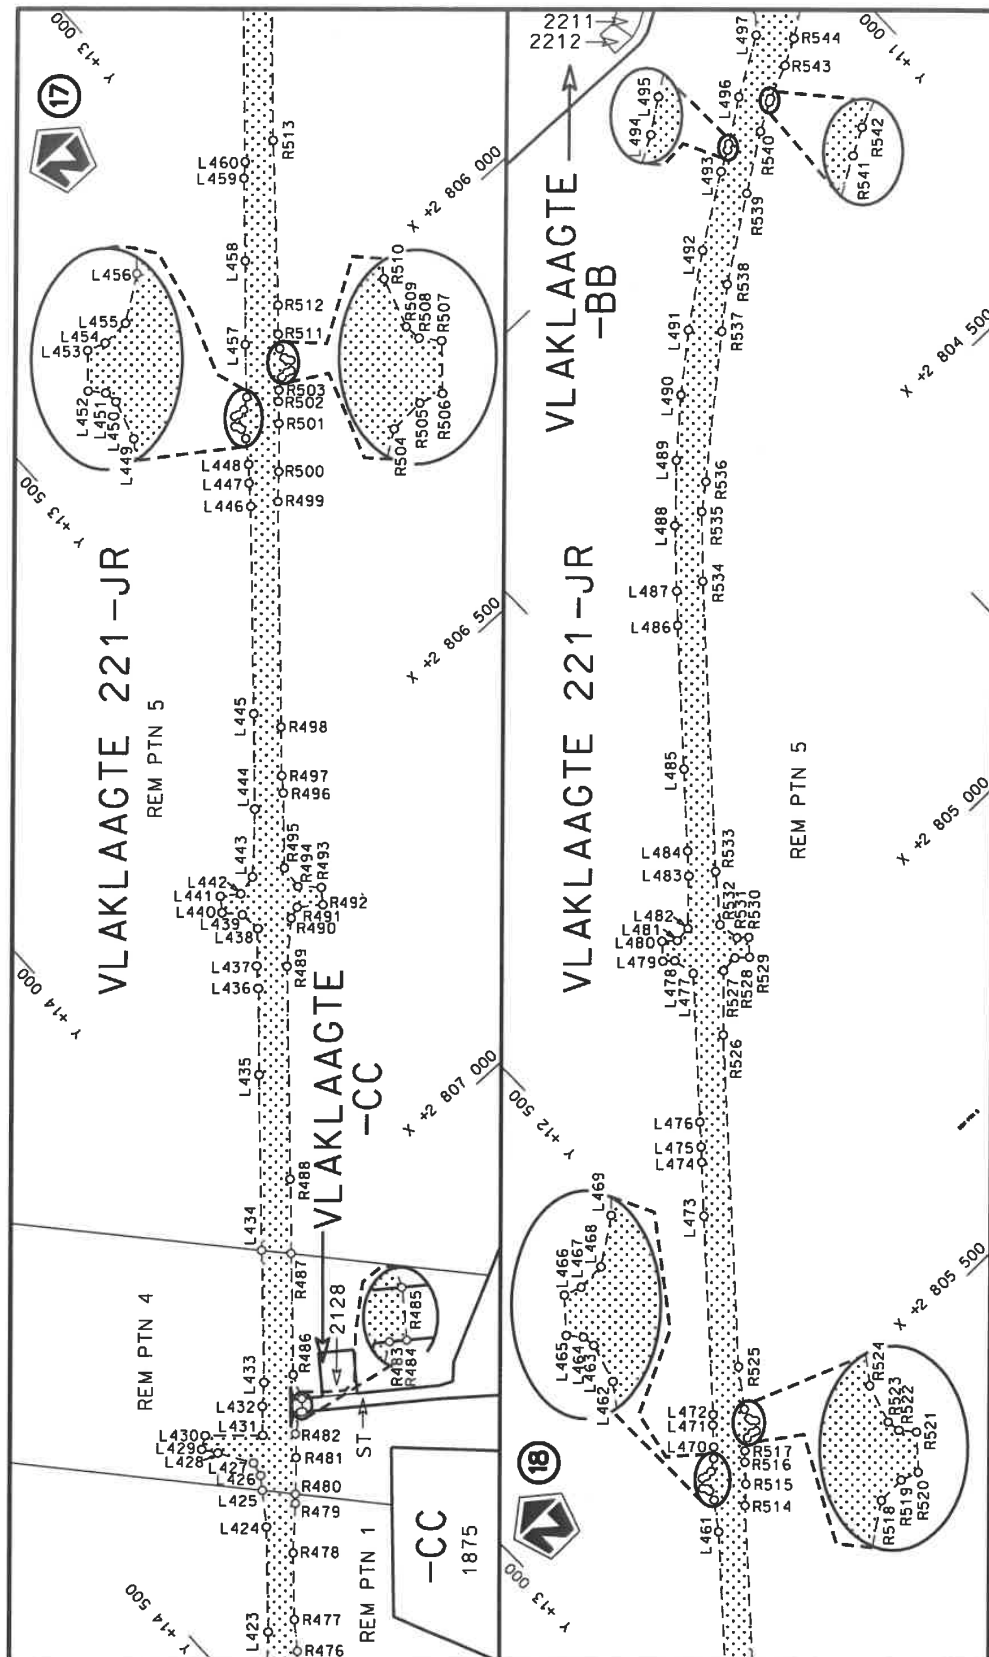 17
Y +13 000
L460
L459
R513
X +2 806 000
L458
L456
L455
L454
L453
L452
L451
L450
L449
R512
R511
L457
R510
R509
R508
R507
R506
R505
R504
R503
R502
R501
R500
R499
L448
L447
L446
Y +13 500
VLAKLAAGTE 221-JR
REM PTN 5
X +2 806 500
L445
R498
L444
R497
R496
L443
R495
R494
R493
R492
R491
R490
L442
L441
L440
L439
L438
L437
R489
L436
Y +14 000
L435
VLAKLAAGTE
-CC
X +2 807 000
R488
L434
R487
REM PTN 4
2128
R485
R483
R484
R486
L433
L432
L431
L430
L429
L428
L427
L426
L425
R482
R481
ST
R480
R479
L424
R478
REM PTN 1
-CC
1875
Y +14 500
L423
R477
R476
2211
2212
L497
R544
R543
Y +11 000
L496
L495
L494
L493
R540
R542
R541
R539
VLAKLAAGTE
-BB
L492
R538
L491
R537
X +2 804 500
L490
L489
R536
L488
R535
R534
L487
L486
VLAKLAAGTE 221-JR
REM PTN 5
L485
X +2 805 000
L484
L483
R533
R532
R531
R530
L482
L481
L480
L479
L478
L477
R529
R528
R527
R526
Y +12 500
L476
L475
L474
L473
L469
L468
L467
L466
L465
L464
L463
L462
X +2 805 500
R525
R524
R523
R522
R521
R520
R519
R518
L472
L471
L470
R517
R516
R515
R514
18
L461
Y +13 000